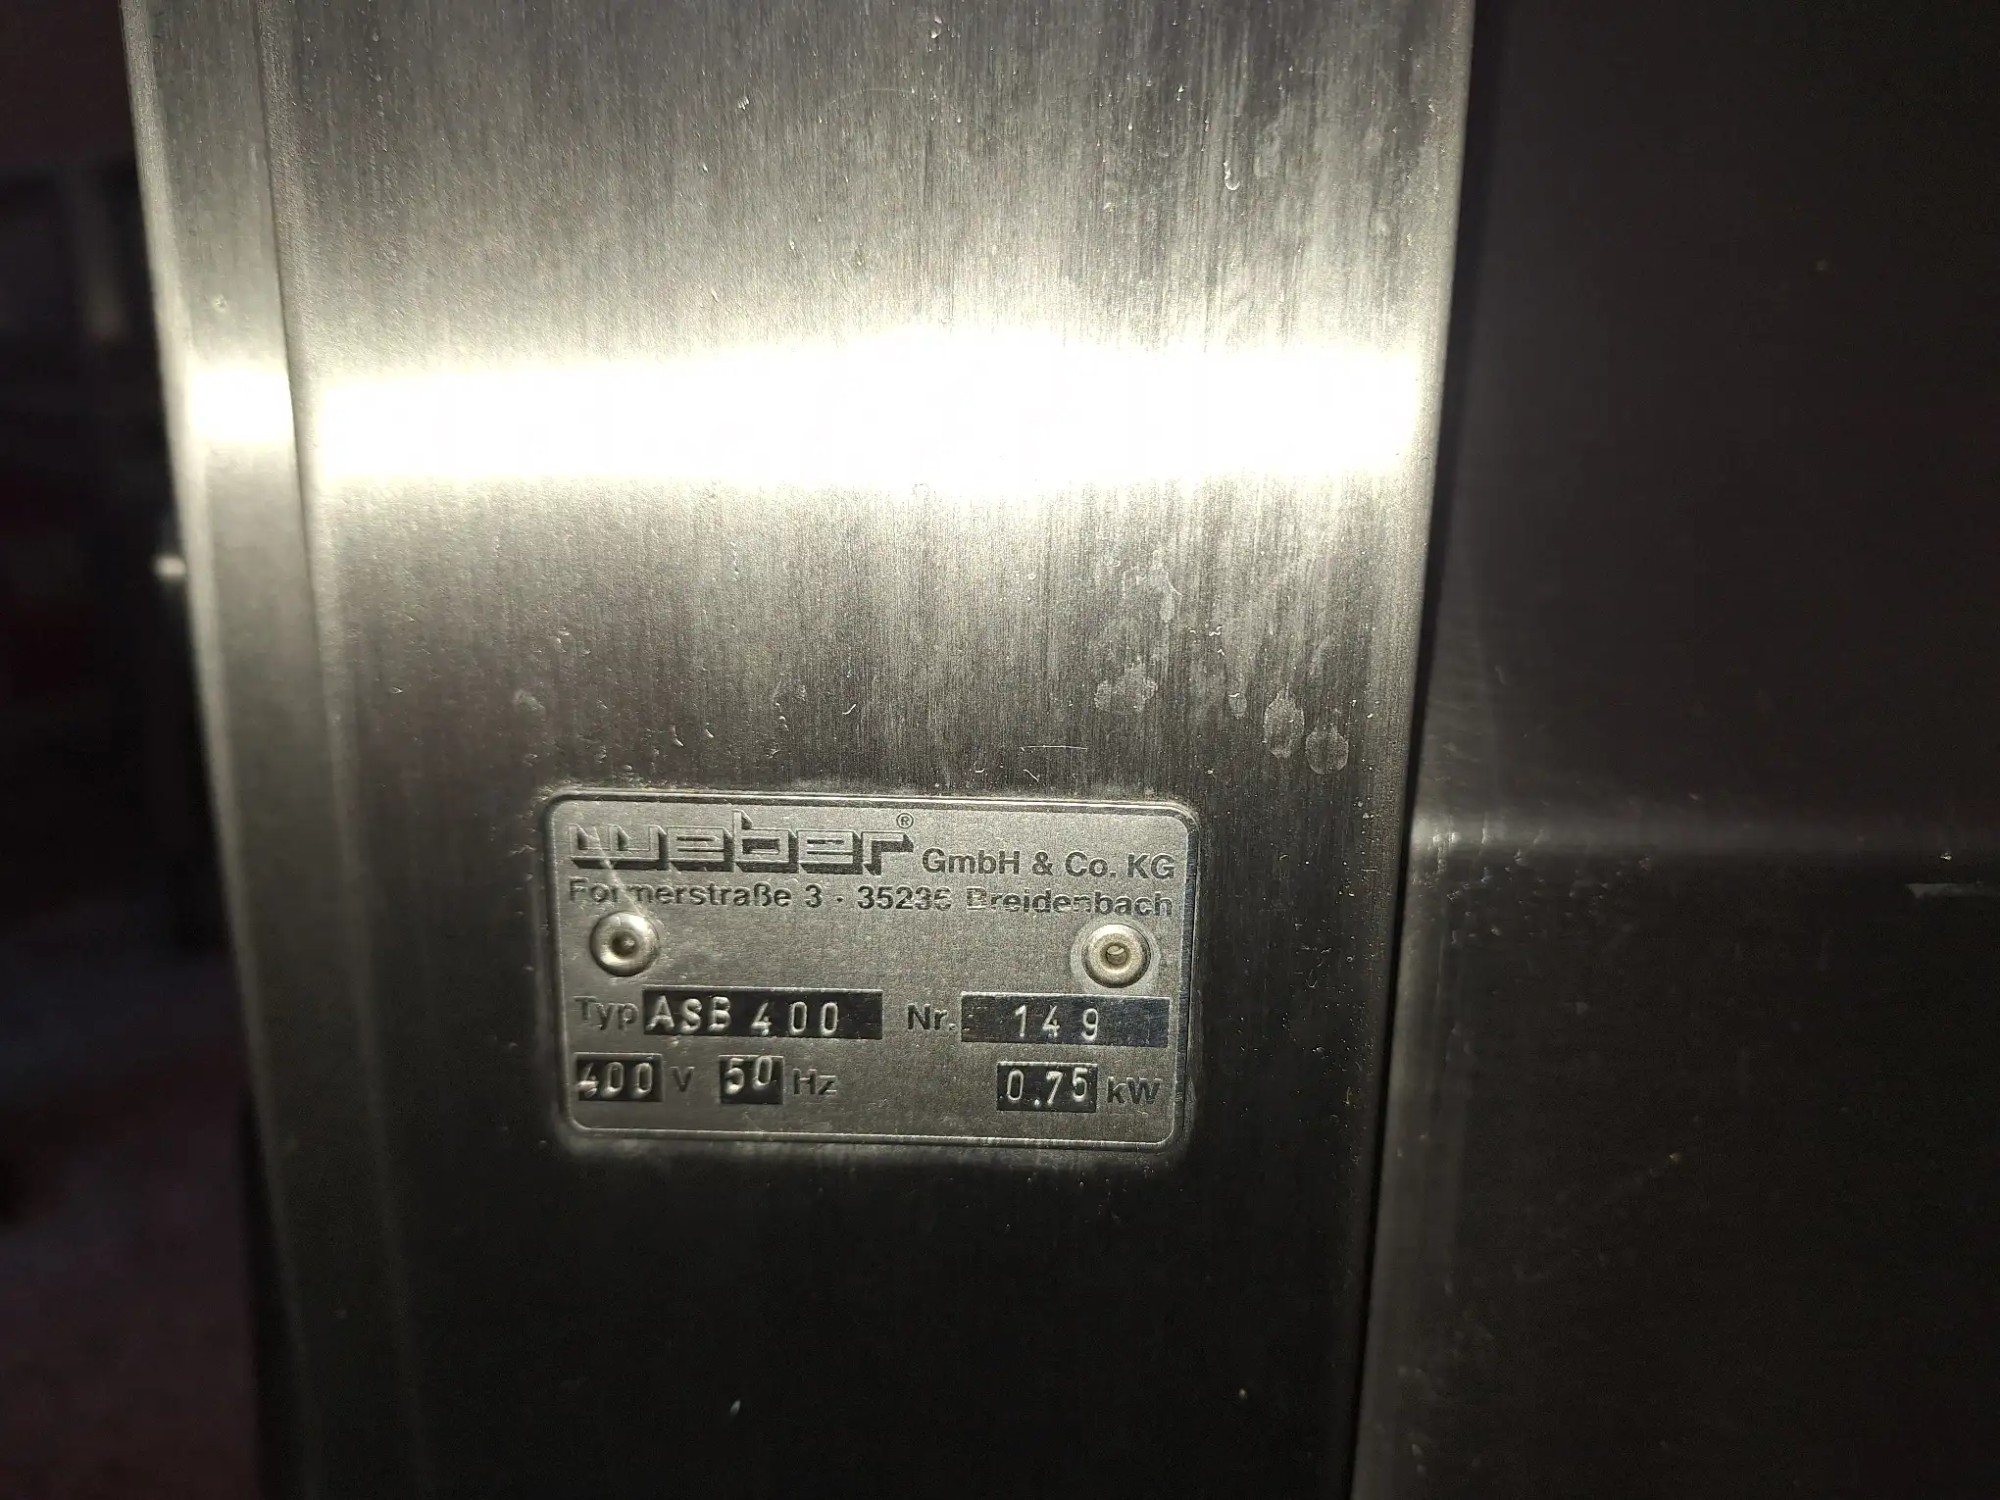 weber® GmbH & Co. KG
Formerstraße 3 · 35236 Breidenbach
Typ ASB 400 Nr. 149
400 V 50 Hz 0.75 kW